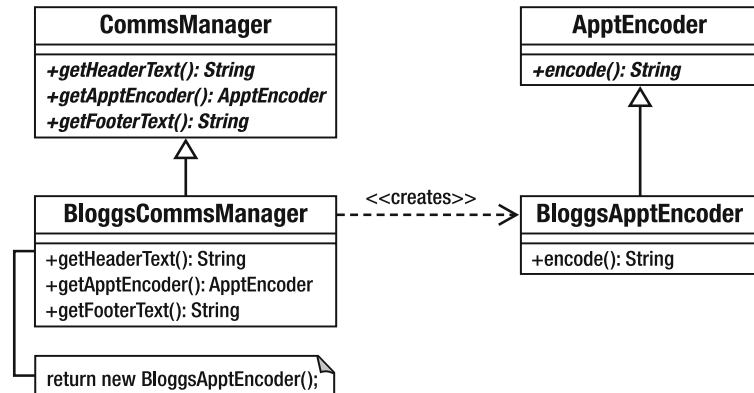 CommsManager
+getHeaderText(): String
+getApptEncoder(): ApptEncoder
+getFooterText(): String
ApptEncoder
+encode(): String
BloggsCommsManager
+getHeaderText(): String
+getApptEncoder(): ApptEncoder
+getFooterText(): String
<<creates>>
BloggsApptEncoder
+encode(): String
return new BloggsApptEncoder();